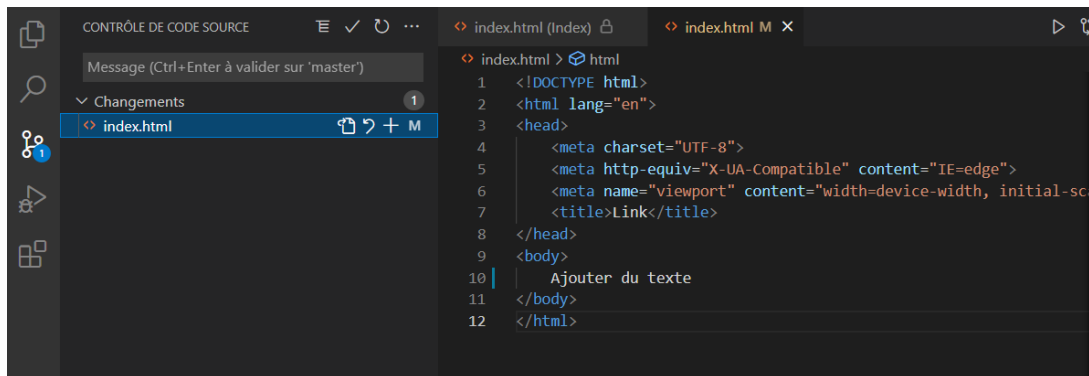 CONTRÔLE DE CODE SOURCE
Message (Ctrl+Enter à valider sur 'master')
Changements 1
index.html M
1
index.html (Index)
index.html M
index.html > html
1 <!DOCTYPE html>
2 <html lang="en">
3 <head>
4 <meta charset="UTF-8">
5 <meta http-equiv="X-UA-Compatible" content="IE=edge">
6 <meta name="viewport" content="width=device-width, initial-sc
7 <title>Link</title>
8 </head>
9 <body>
10 Ajouter du texte
11 </body>
12 </html>